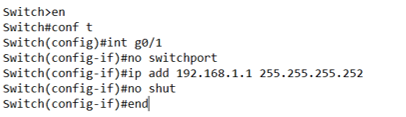 Switch>en
Switch#conf t
Switch(config)#int g0/1
Switch(config-if)#no switchport
Switch(config-if)#ip add 192.168.1.1 255.255.255.252
Switch(config-if)#no shut
Switch(config-if)#end